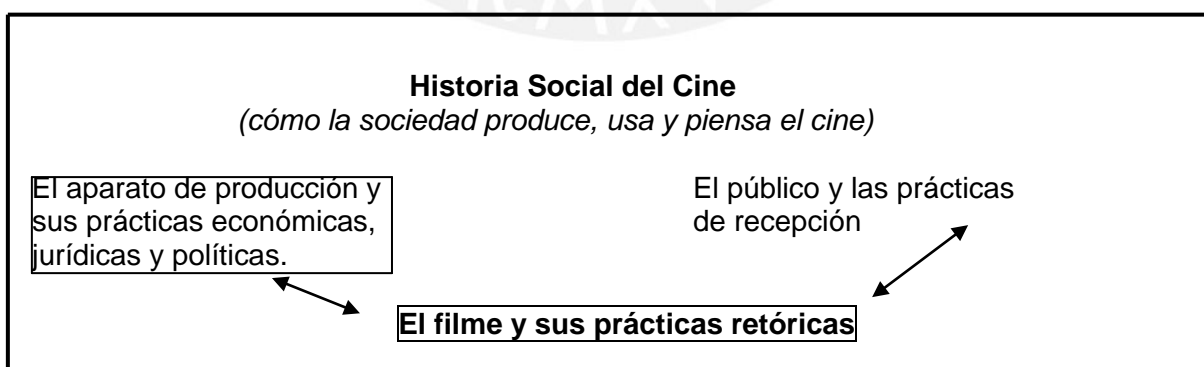 Historia Social del Cine
(cómo la sociedad produce, usa y piensa el cine)
El aparato de producción y
sus prácticas económicas,
jurídicas y políticas.
El público y las prácticas
de recepción
El filme y sus prácticas retóricas